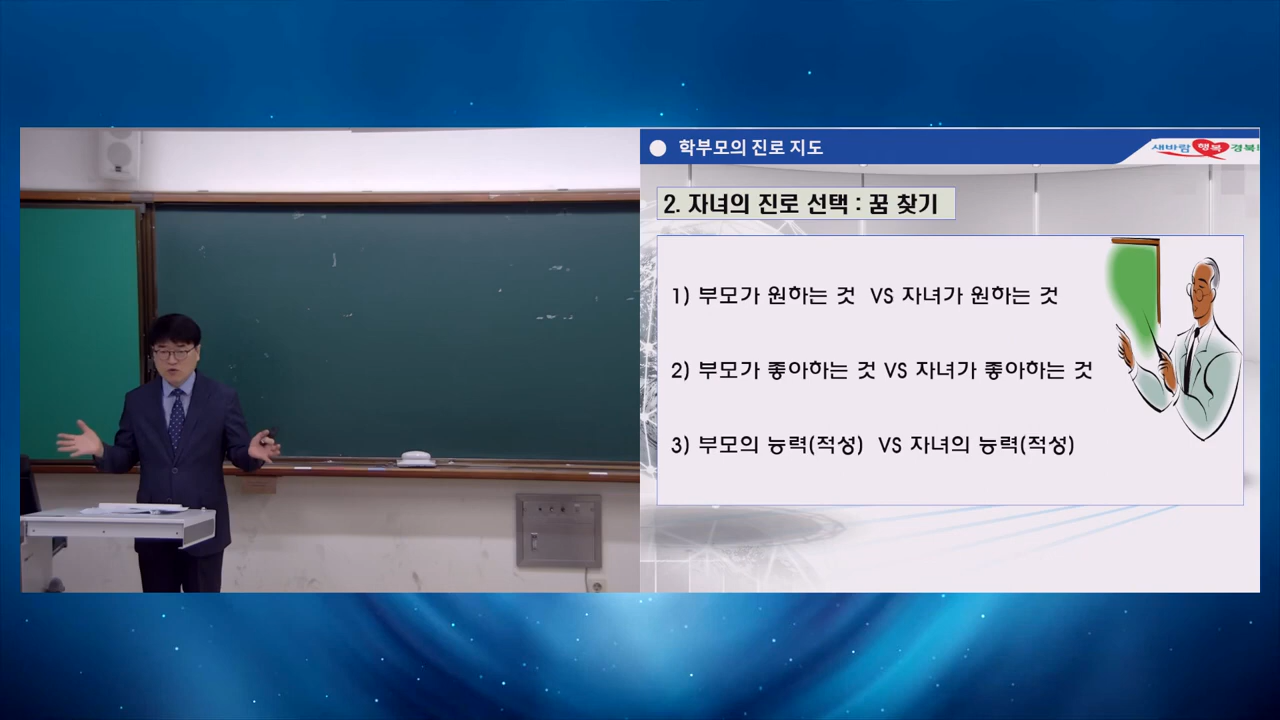 학부모의 진로 지도
새바람 행복 경북
2. 자녀의 진로 선택 : 꿈 찾기
1) 부모가 원하는 것 VS 자녀가 원하는 것
2) 부모가 좋아하는 것 VS 자녀가 좋아하는 것
3) 부모의 능력(적성) VS 자녀의 능력(적성)